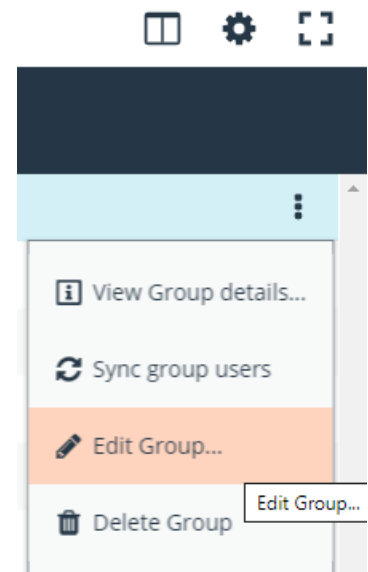 View Group details...
Sync group users
Edit Group...
Edit Group...
Delete Group